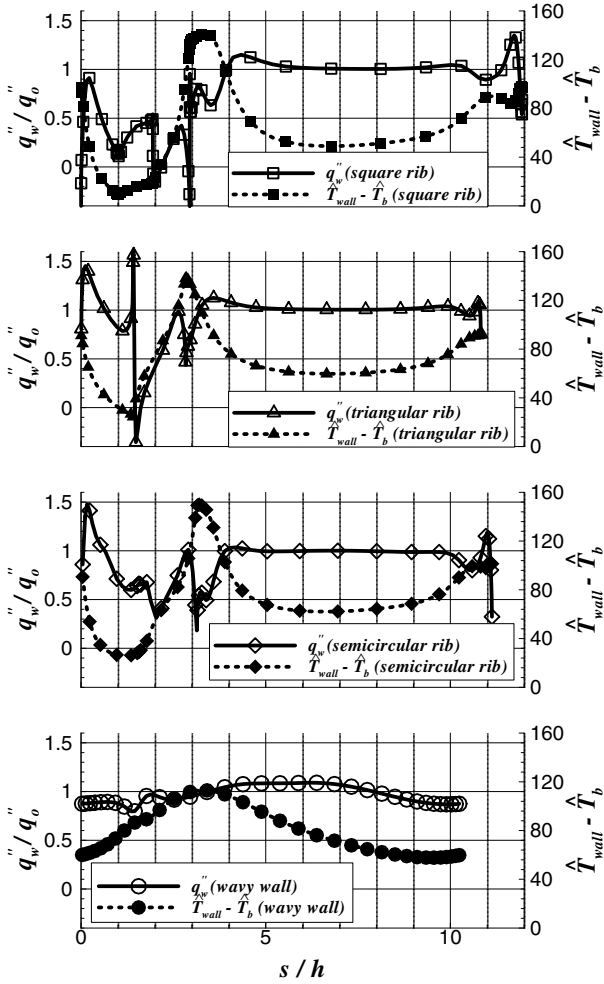 1.5
1
0.5
0
q''w / q''o
160
120
80
40
0
T̂wall - T̂b
q''w (square rib)
T̂wall - T̂b (square rib)
1.5
1
0.5
0
q''w / q''o
160
120
80
40
0
T̂wall - T̂b
q''w (triangular rib)
T̂wall - T̂b (triangular rib)
1.5
1
0.5
0
q''w / q''o
160
120
80
40
0
T̂wall - T̂b
q''w (semicircular rib)
T̂wall - T̂b (semicircular rib)
1.5
1
0.5
0
q''w / q''o
160
120
80
40
0
T̂wall - T̂b
q''w (wavy wall)
T̂wall - T̂b (wavy wall)
0 5 10
s / h